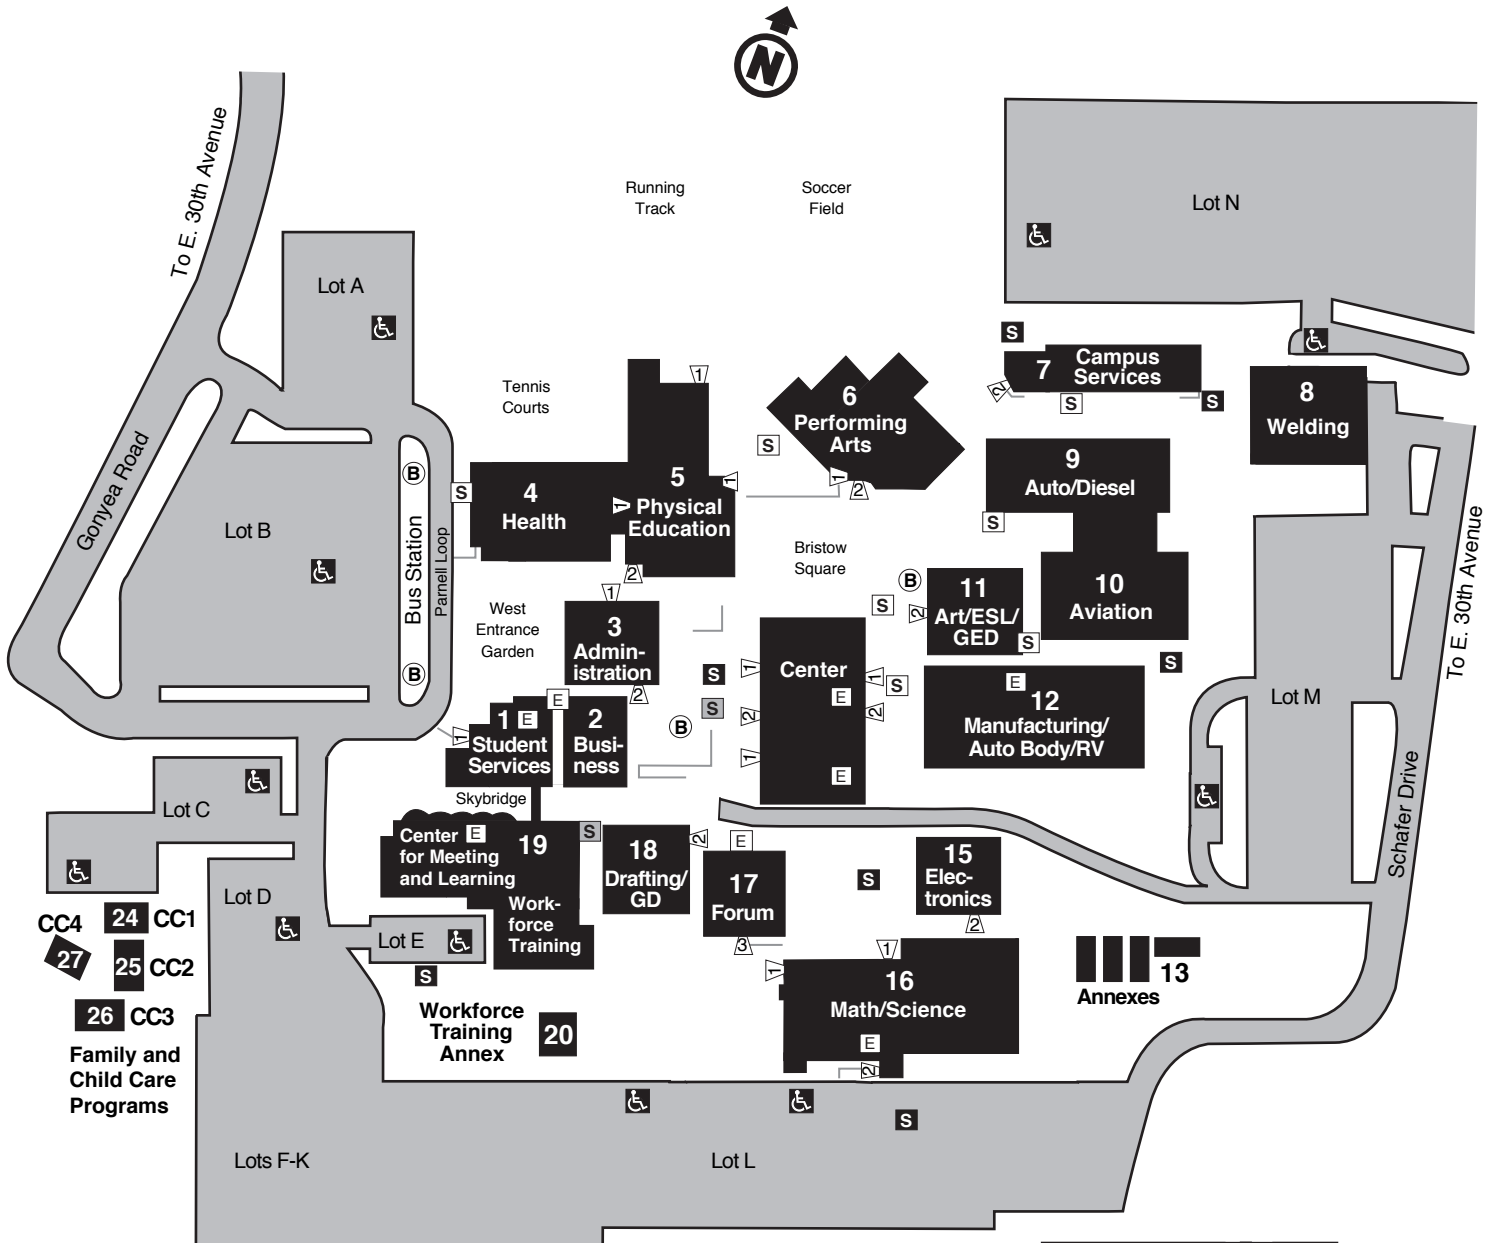 N
To E. 30th Avenue
Running
Track
Soccer
Field
Lot N
Lot A
S
7
Campus
Services
2
S
S
8
Welding
Tennis
Courts
1
6
Performing
Arts
S
1
2
9
Auto/Diesel
S
Gonyea Road
Lot B
B
Bus Station
B
Parnell Loop
S
4
Health
1
5
Physical
Education
1
2
Bristow
Square
B
S
2
11
Art/ESL/
GED
S
10
Aviation
S
To E. 30th Avenue
West
Entrance
Garden
1
3
Admin-
istration
2
S
S
B
1
2
1
Center
E
E
1
2
S
E
12
Manufacturing/
Auto Body/RV
Lot M
Schafer Drive
1
1
E
Student
Services
E
2
Busi-
ness
Skybridge
Lot C
Center
E
for Meeting
and Learning
19
Work-
force
Training
S
18
Drafting/
GD
2
E
17
Forum
3
S
15
Elec-
tronics
2
Lot D
Lot E
S
CC4
27
24
CC1
25
CC2
26
CC3
Family and
Child Care
Programs
Workforce
Training
Annex
20
1
1
16
Math/Science
E
2
13
Annexes
Lots F-K
Lot L
S